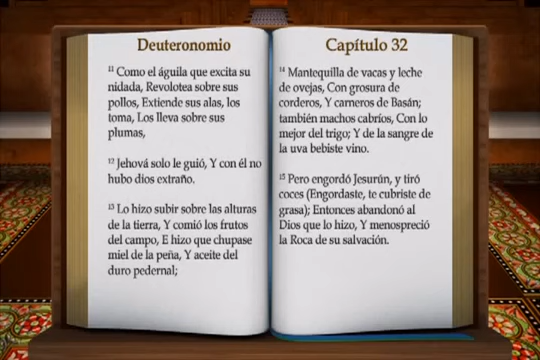 Deuteronomio
11 Como el águila que excita su
nidada, Revolotea sobre sus
pollos, Extiende sus alas, los
toma, Los lleva sobre sus
plumas,
12 Jehová solo le guió, Y con él no
hubo dios extraño.
13 Lo hizo subir sobre las alturas
de la tierra, Y comió los frutos
del campo, E hizo que chupase
miel de la peña, Y aceite del
duro pedernal;
Capítulo 32
14 Mantequilla de vacas y leche
de ovejas, Con grosura de
corderos, Y carneros de Basán;
también machos cabríos, Con lo
mejor del trigo; Y de la sangre de
la uva bebiste vino.
15 Pero engordó Jesurún, y tiró
coces (Engordaste, te cubriste de
grasa); Entonces abandonó al
Dios que lo hizo, Y menospreció
la Roca de su salvación.